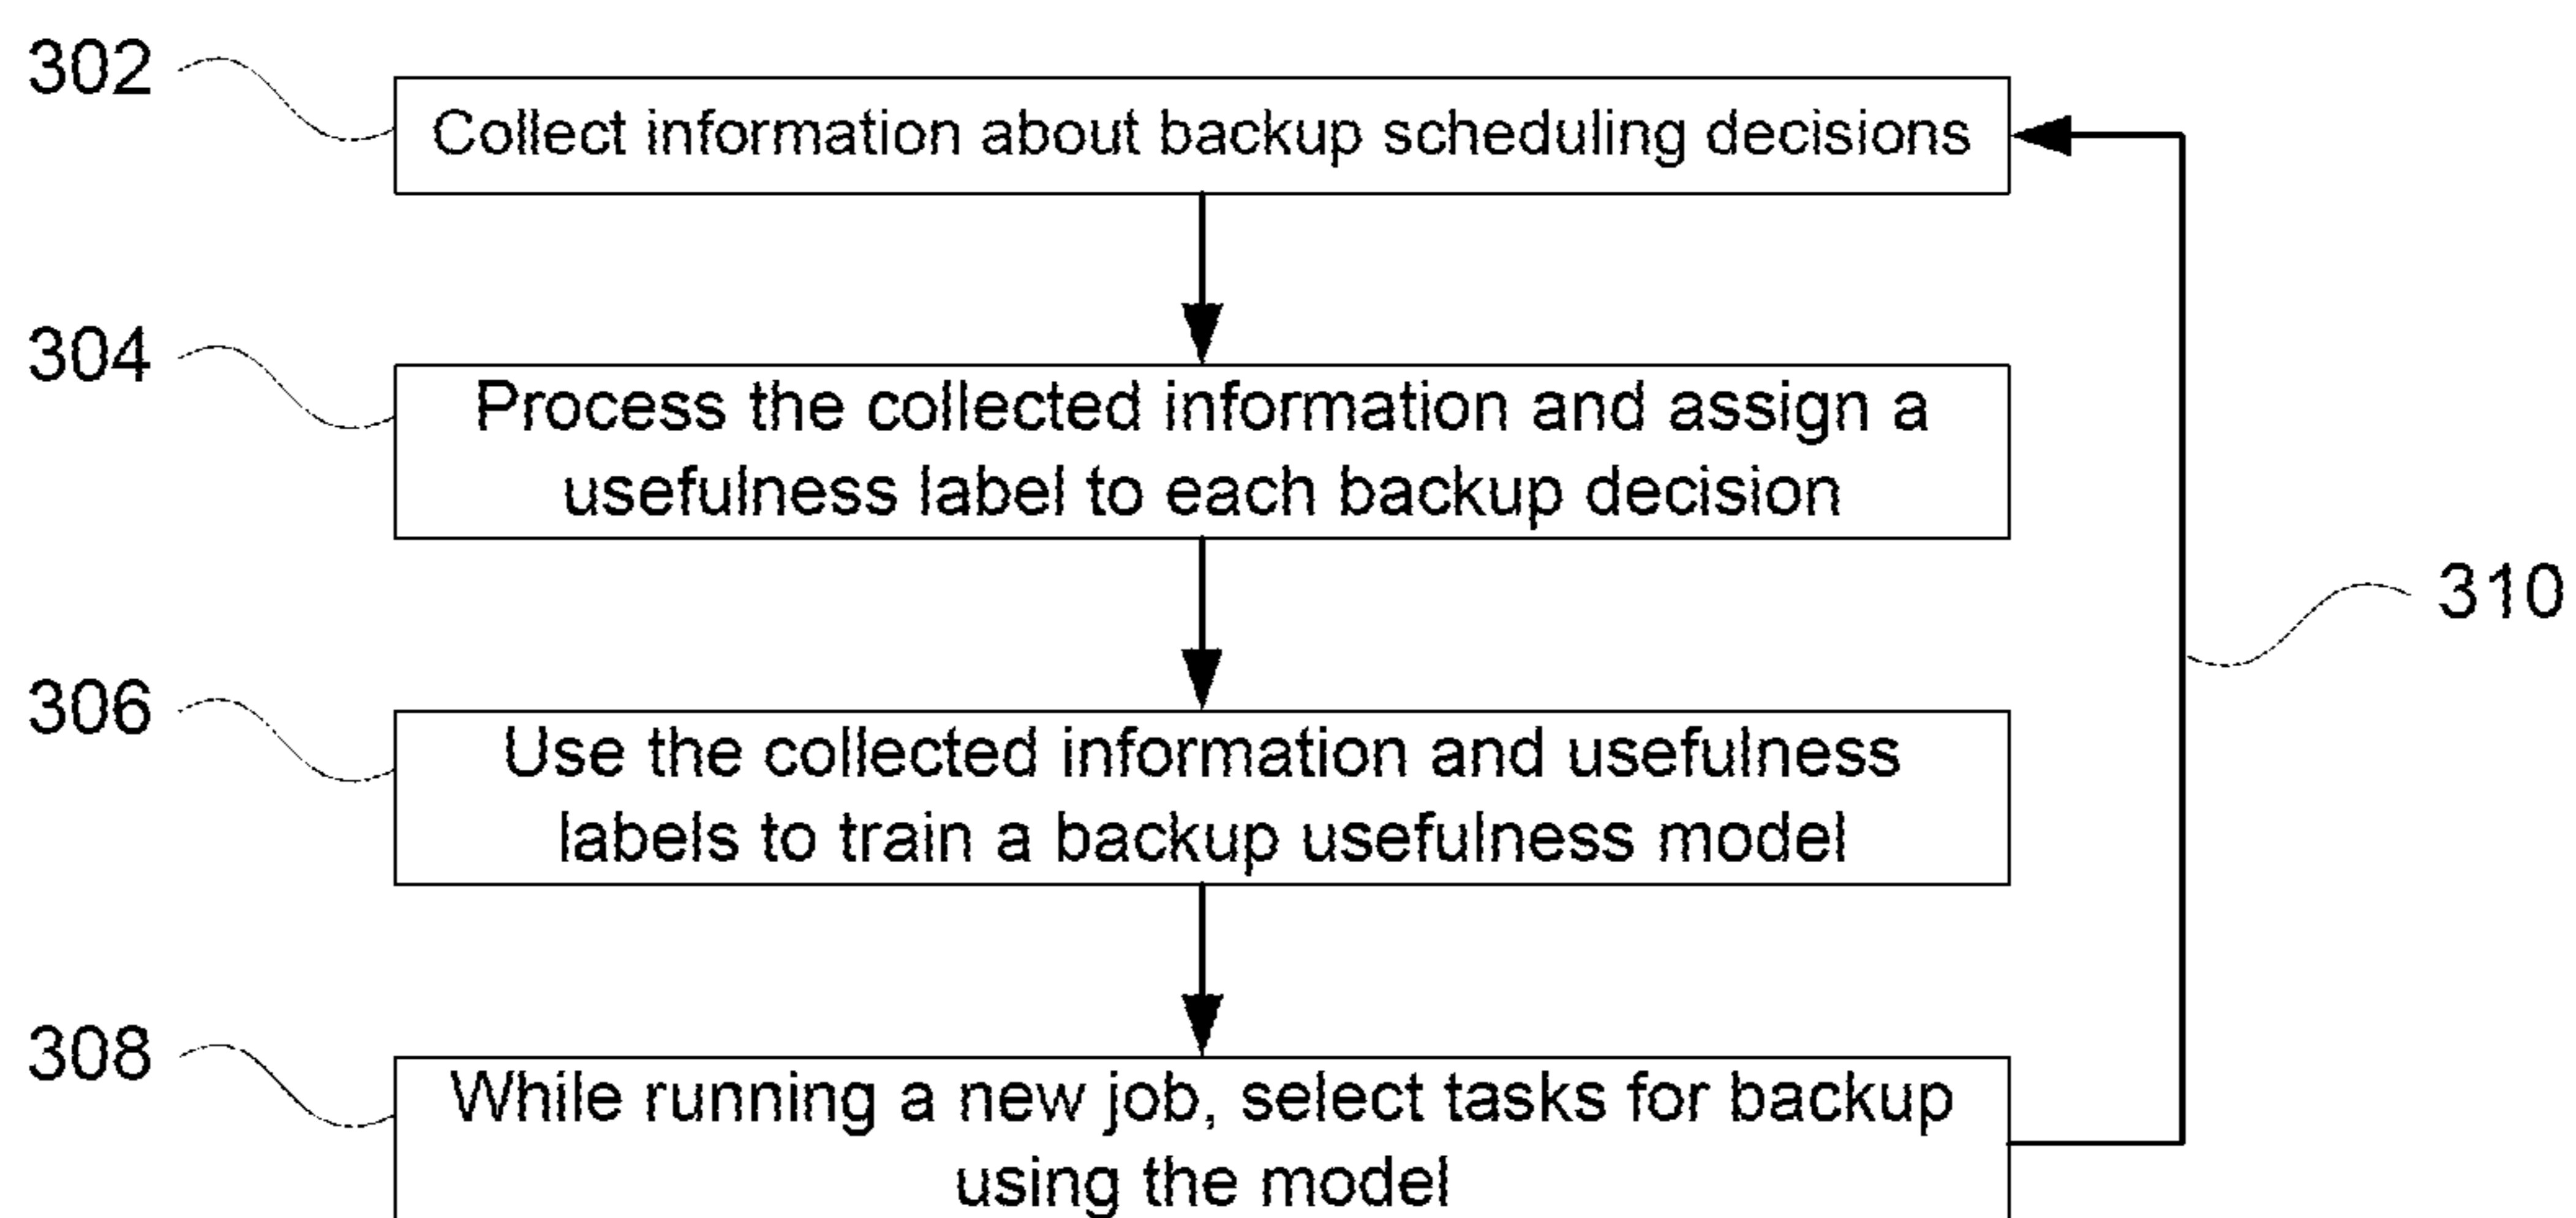 302
Collect information about backup scheduling decisions
304
Process the collected information and assign a
usefulness label to each backup decision
310
306
Use the collected information and usefulness
labels to train a backup usefulness model
308
While running a new job, select tasks for backup
using the model